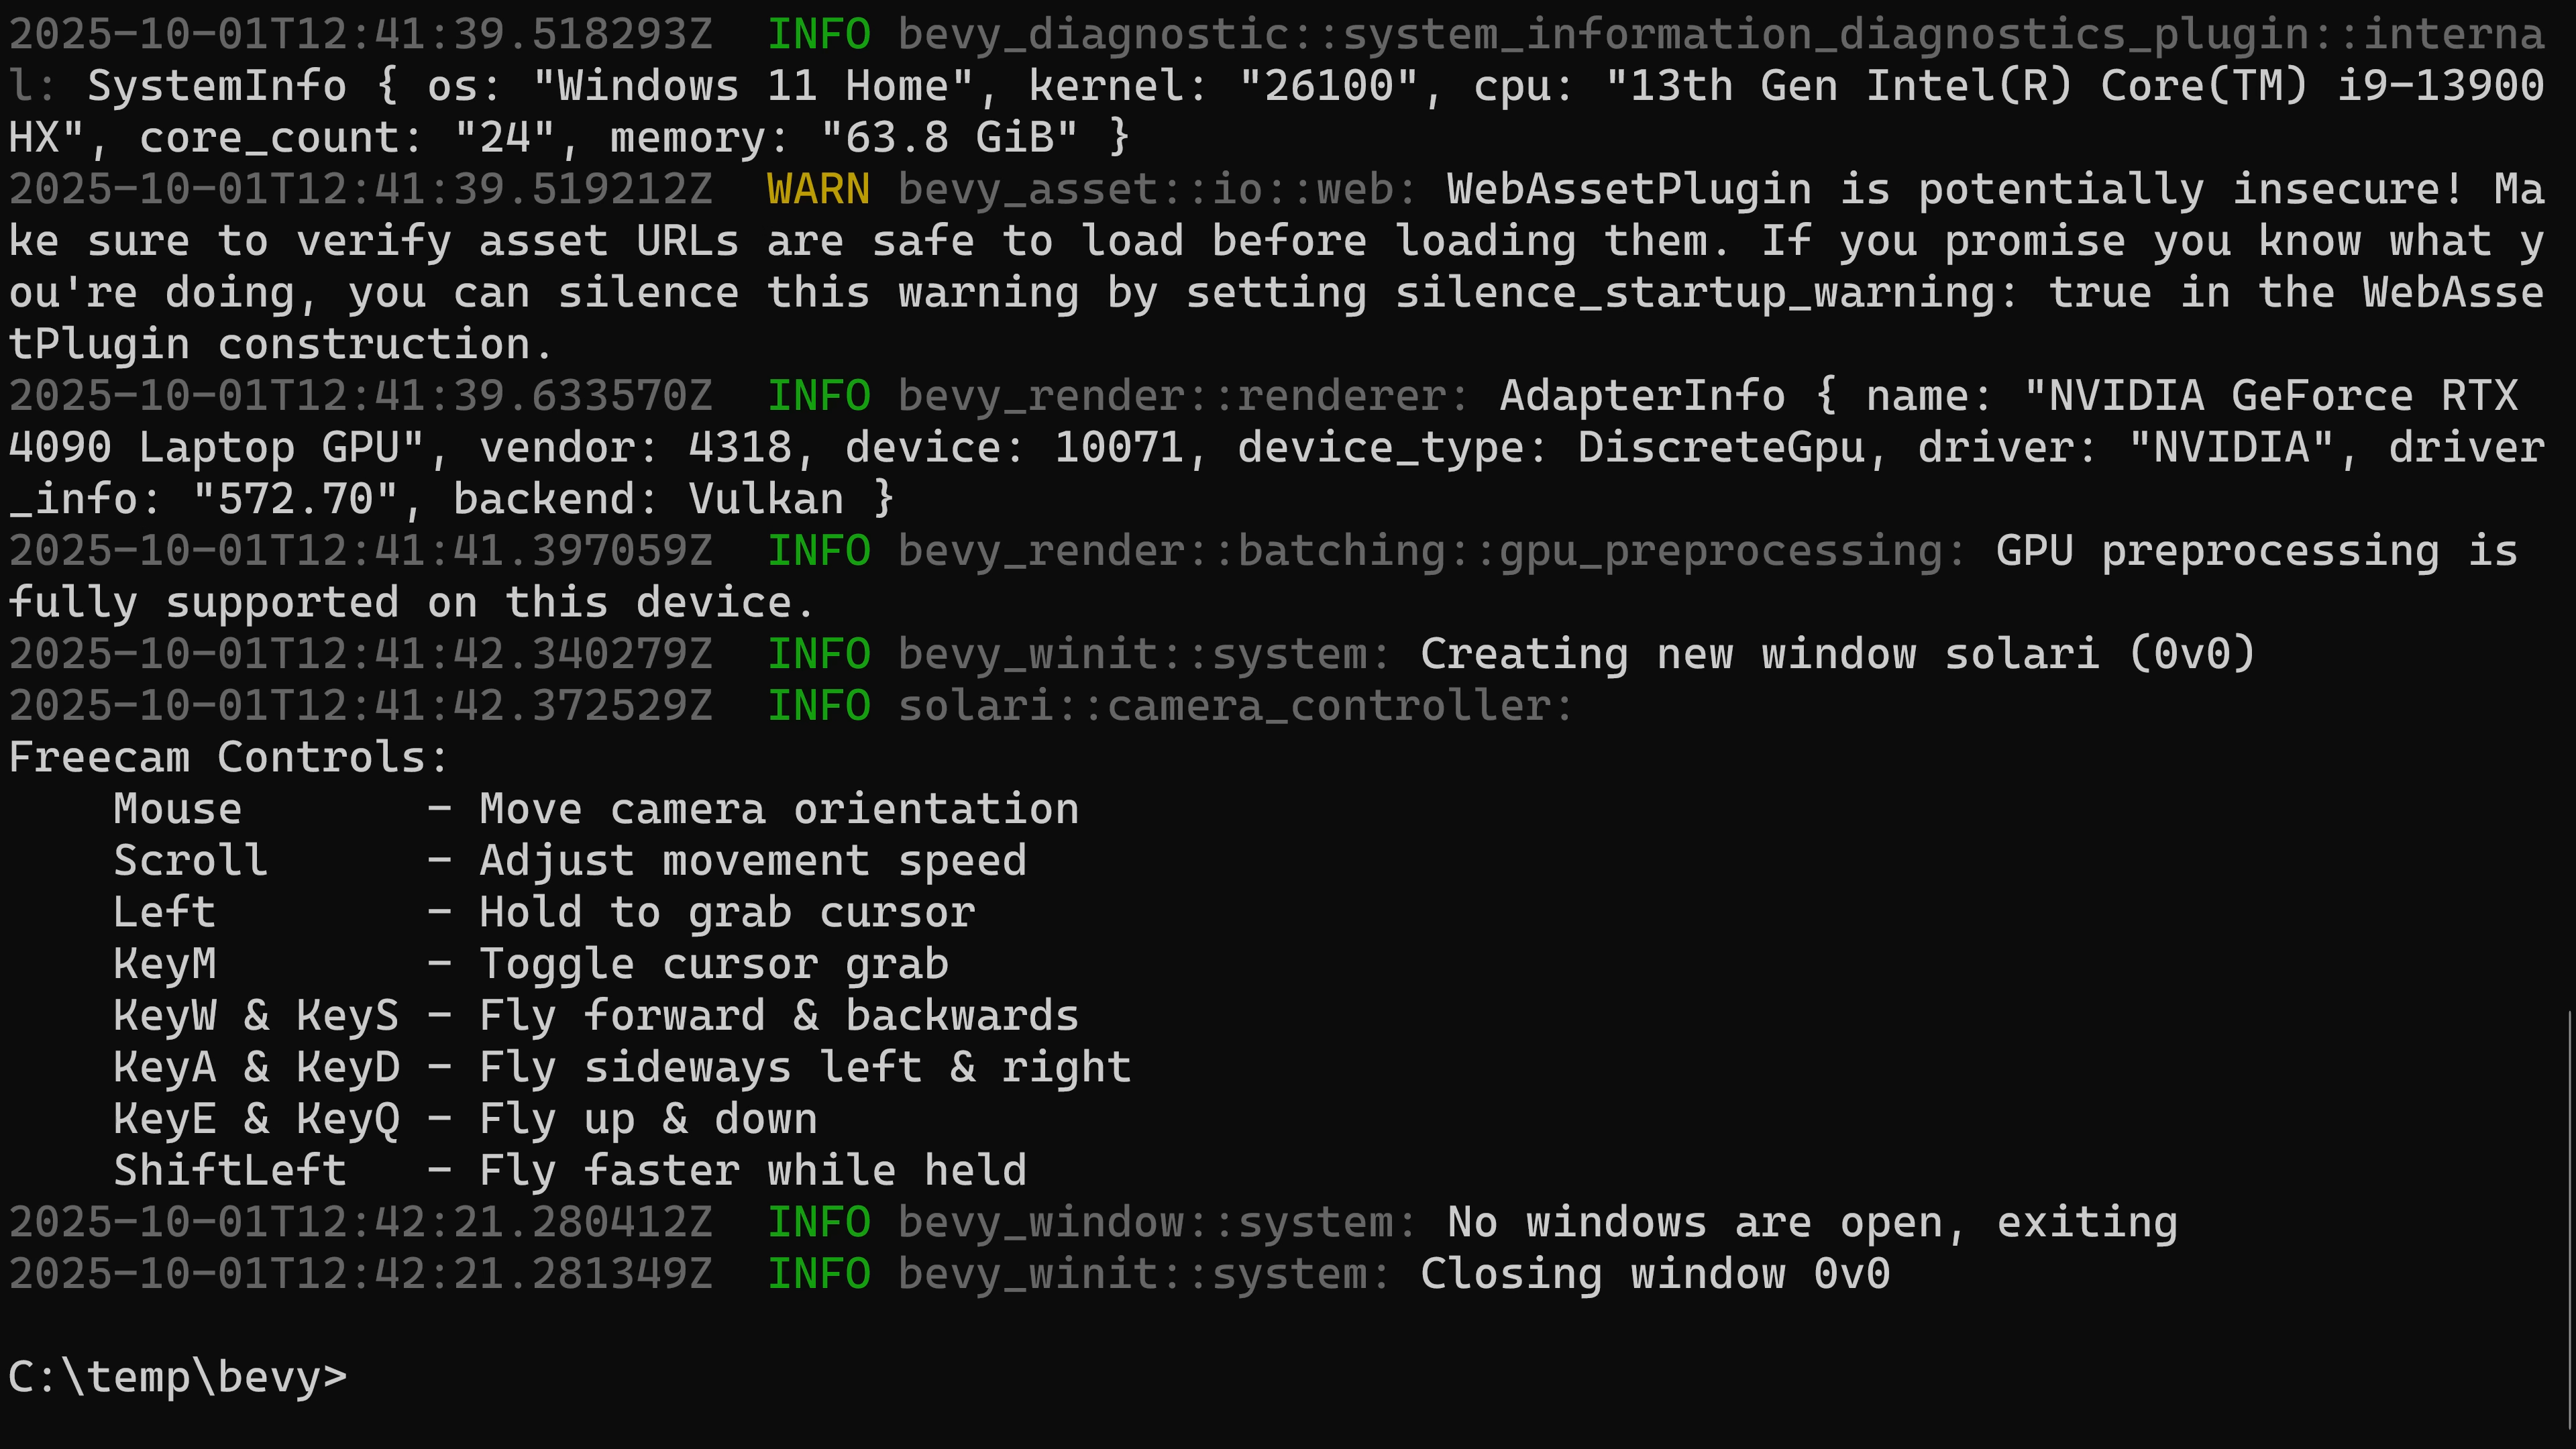 2025-10-01T12:41:39.518293Z  INFO bevy_diagnostic::system_information_diagnostics_plugin::interna
l: SystemInfo { os: "Windows 11 Home", kernel: "26100", cpu: "13th Gen Intel(R) Core(TM) i9-13900
HX", core_count: "24", memory: "63.8 GiB" }
2025-10-01T12:41:39.519212Z  WARN bevy_asset::io::web: WebAssetPlugin is potentially insecure! Ma
ke sure to verify asset URLs are safe to load before loading them. If you promise you know what y
ou're doing, you can silence this warning by setting silence_startup_warning: true in the WebAsse
tPlugin construction.
2025-10-01T12:41:39.633570Z  INFO bevy_render::renderer: AdapterInfo { name: "NVIDIA GeForce RTX
4090 Laptop GPU", vendor: 4318, device: 10071, device_type: DiscreteGpu, driver: "NVIDIA", driver
_info: "572.70", backend: Vulkan }
2025-10-01T12:41:41.397059Z  INFO bevy_render::batching::gpu_preprocessing: GPU preprocessing is
fully supported on this device.
2025-10-01T12:41:42.340279Z  INFO bevy_winit::system: Creating new window solari (0v0)
2025-10-01T12:41:42.372529Z  INFO solari::camera_controller:
Freecam Controls:
    Mouse       - Move camera orientation
    Scroll      - Adjust movement speed
    Left        - Hold to grab cursor
    KeyM        - Toggle cursor grab
    KeyW & KeyS - Fly forward & backwards
    KeyA & KeyD - Fly sideways left & right
    KeyE & KeyQ - Fly up & down
    ShiftLeft   - Fly faster while held
2025-10-01T12:42:21.280412Z  INFO bevy_window::system: No windows are open, exiting
2025-10-01T12:42:21.281349Z  INFO bevy_winit::system: Closing window 0v0
C:\temp\bevy>